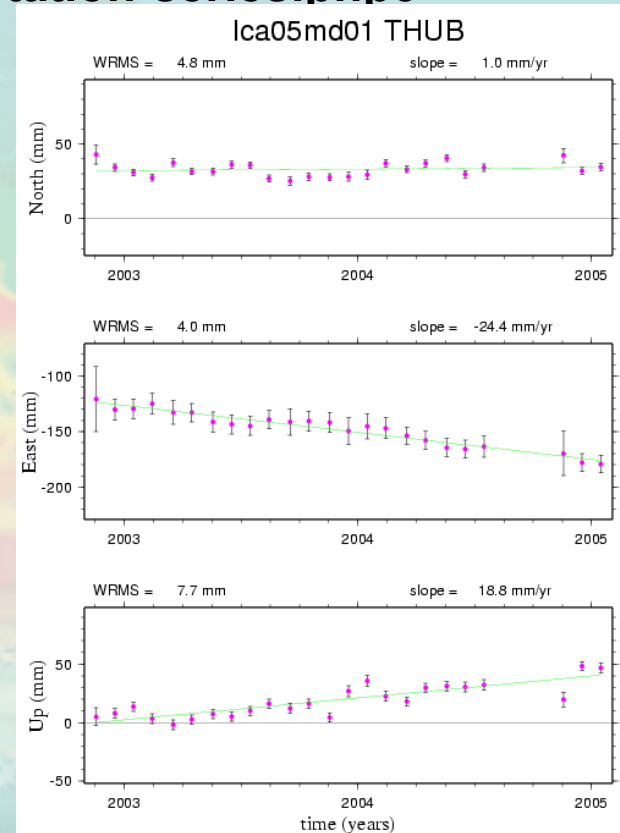 lca05md01 THUB
WRMS = 4.8 mm slope = 1.0 mm/yr
50
0
North (mm)
2003 2004 2005
WRMS = 4.0 mm slope = -24.4 mm/yr
-100
-150
-200
East (mm)
2003 2004 2005
WRMS = 7.7 mm slope = 18.8 mm/yr
50
0
-50
Up (mm)
2003 2004 2005
time (years)